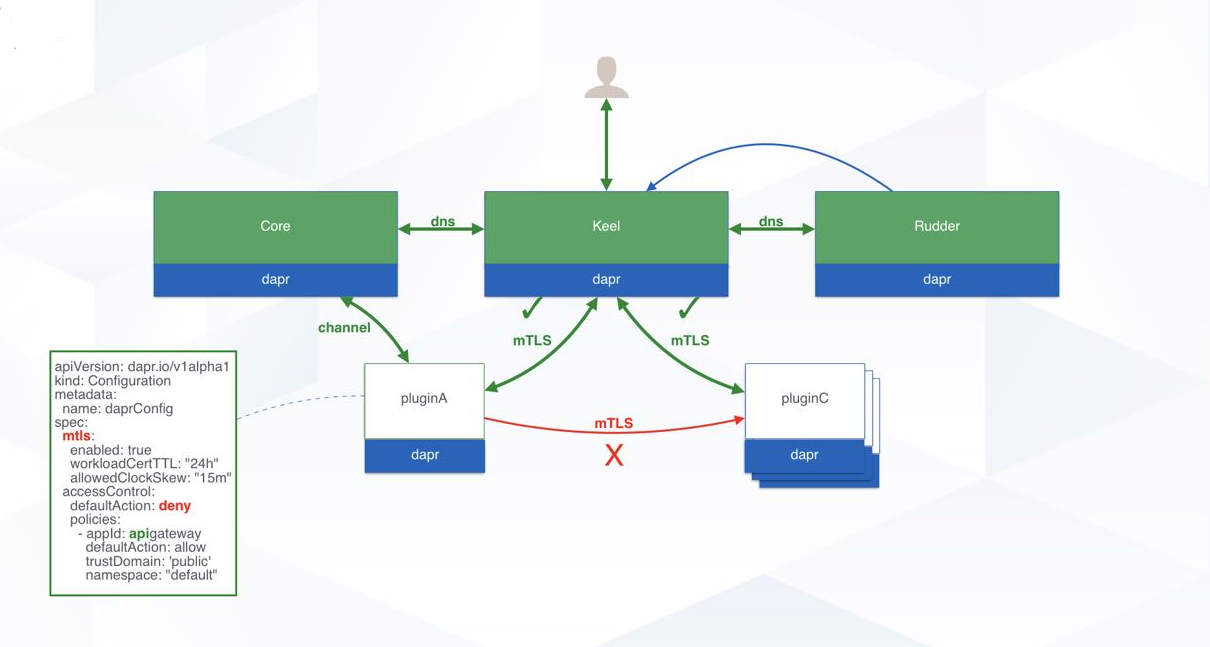 Core
dns
Keel
dns
Rudder
dapr
dapr
dapr
channel
mTLS
mTLS
apiVersion: dapr.io/v1alpha1
kind: Configuration
metadata:
  name: daprConfig
spec:
  mtls:
    enabled: true
    workloadCertTTL: "24h"
    allowedClockSkew: "15m"
  accessControl:
    defaultAction: deny
    policies:
      - appId: apigateway
        defaultAction: allow
        trustDomain: 'public'
        namespace: "default"
pluginA
dapr
mTLS
X
pluginC
dapr